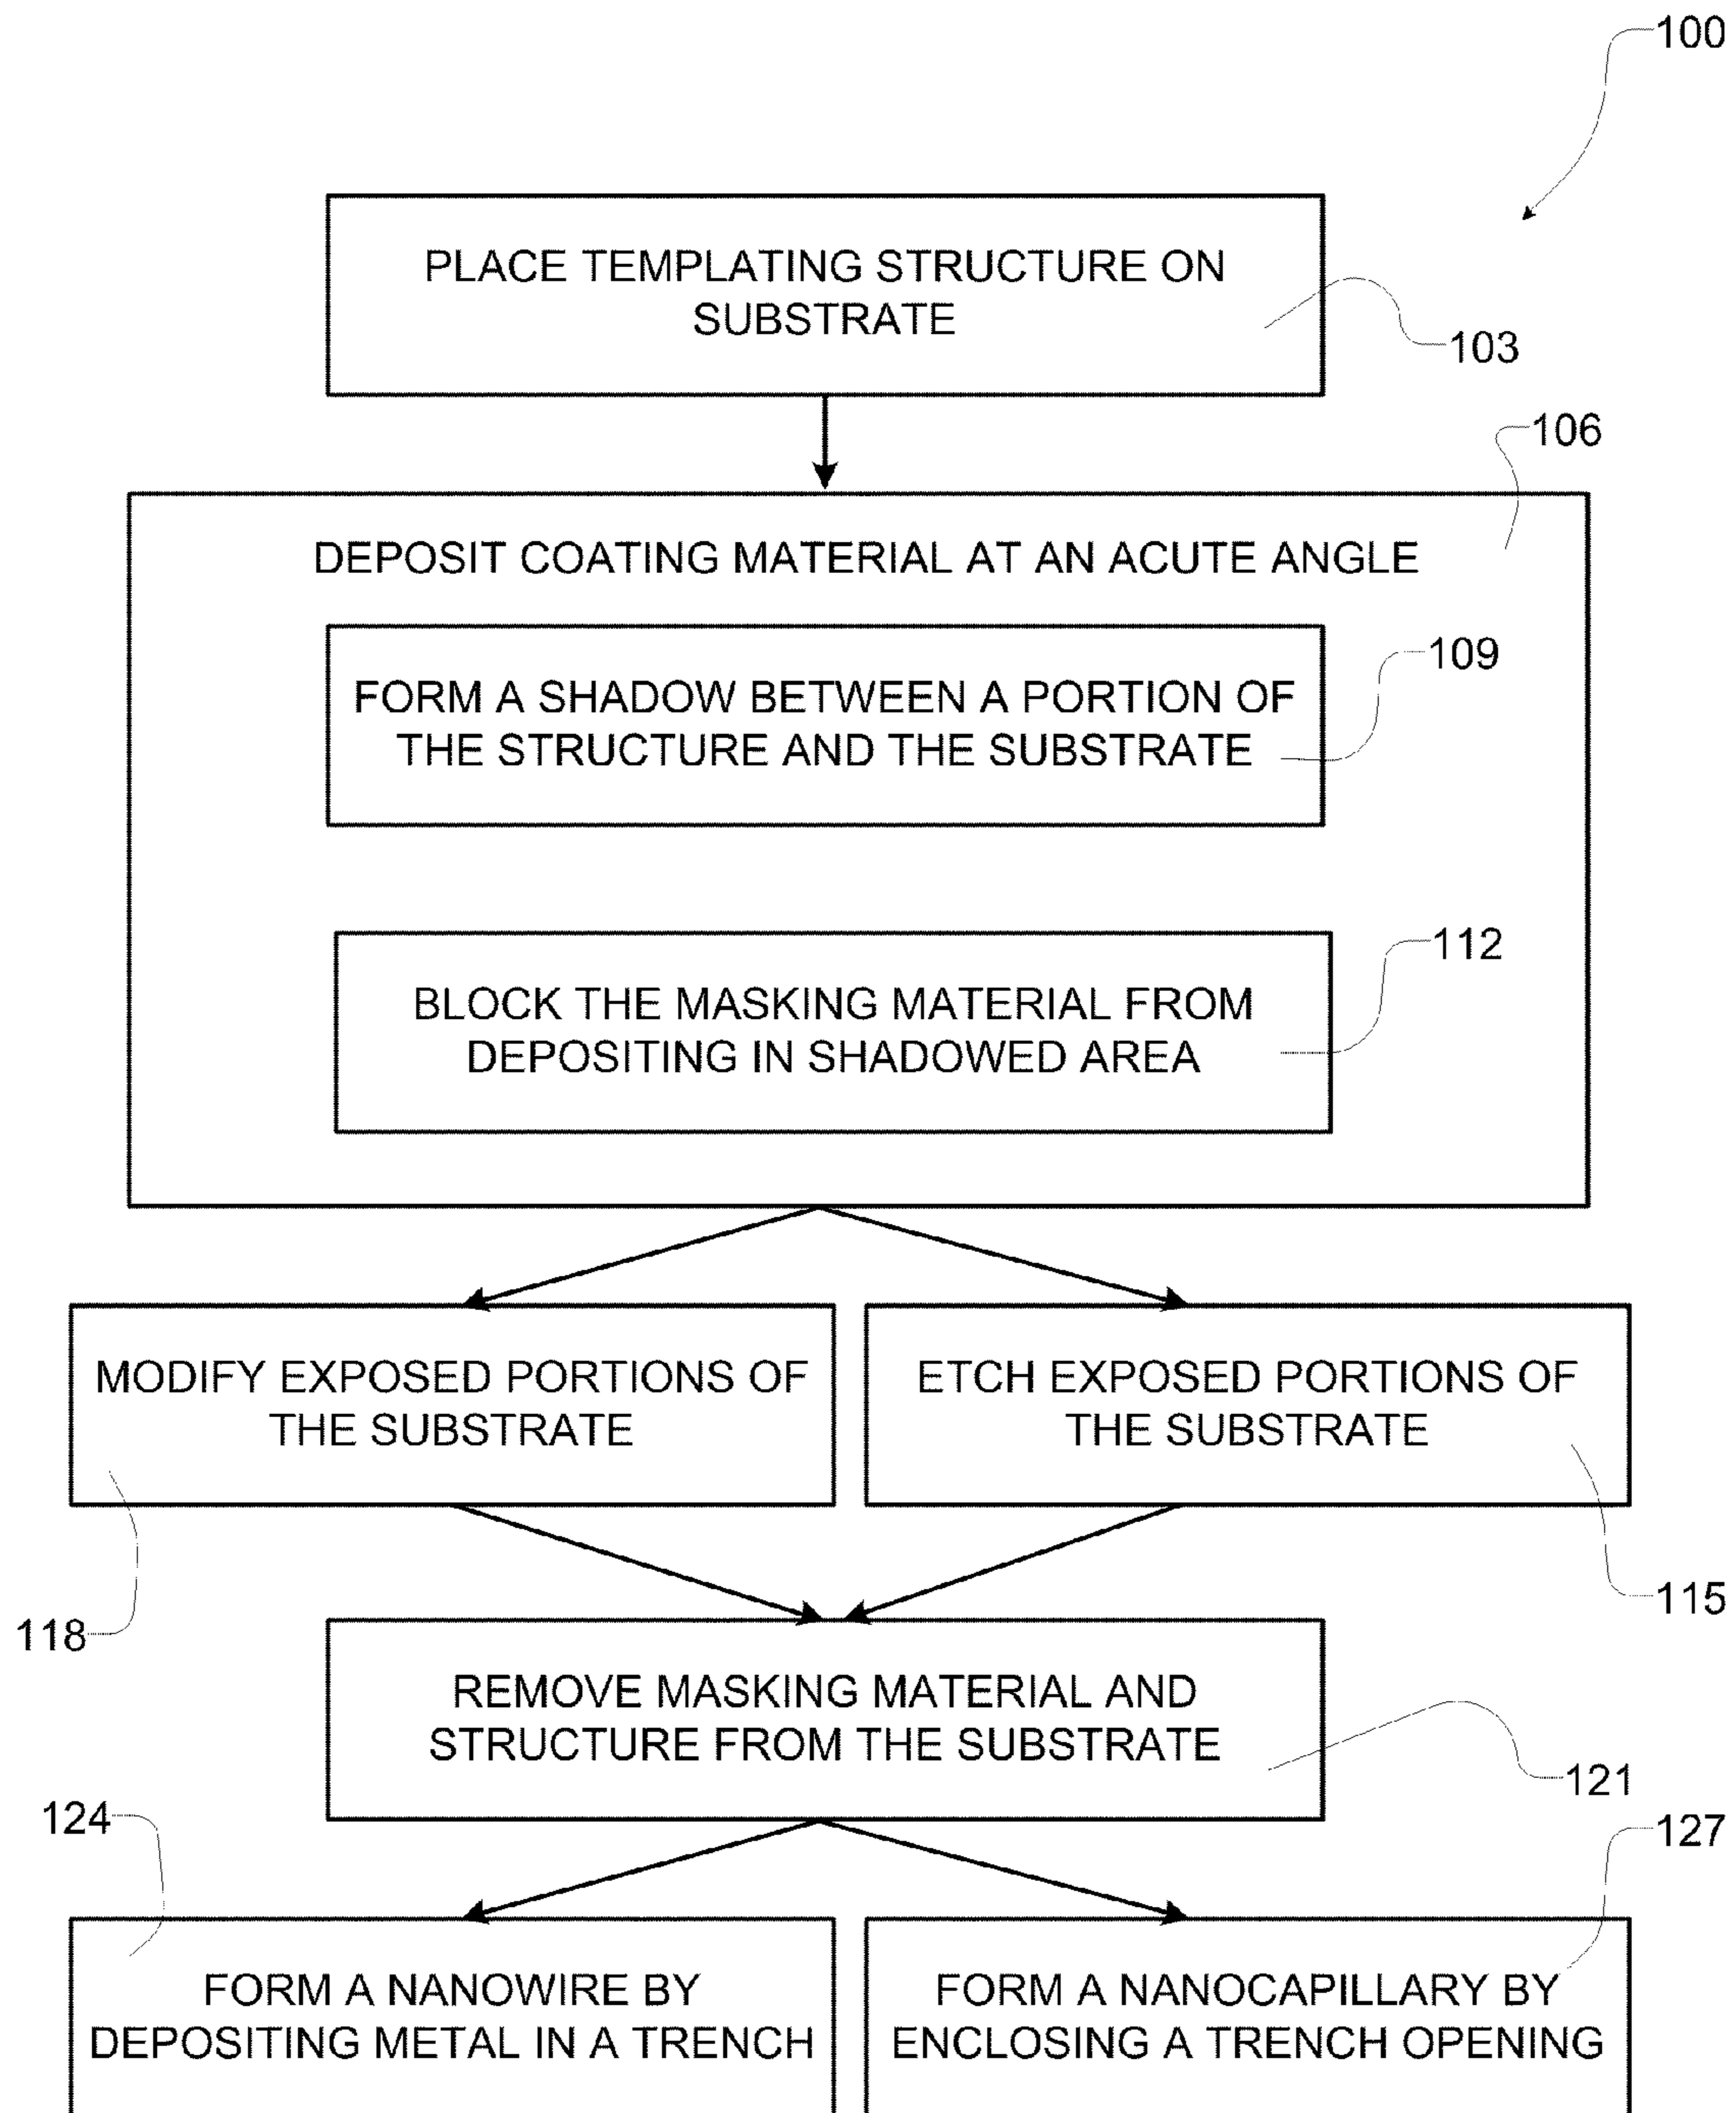 100
PLACE TEMPLATING STRUCTURE ON
SUBSTRATE
103
106
DEPOSIT COATING MATERIAL AT AN ACUTE ANGLE
109
FORM A SHADOW BETWEEN A PORTION OF
THE STRUCTURE AND THE SUBSTRATE
112
BLOCK THE MASKING MATERIAL FROM
DEPOSITING IN SHADOWED AREA
MODIFY EXPOSED PORTIONS OF
THE SUBSTRATE
118
ETCH EXPOSED PORTIONS OF
THE SUBSTRATE
115
REMOVE MASKING MATERIAL AND
STRUCTURE FROM THE SUBSTRATE
121
124
FORM A NANOWIRE BY
DEPOSITING METAL IN A TRENCH
127
FORM A NANOCAPILLARY BY
ENCLOSING A TRENCH OPENING